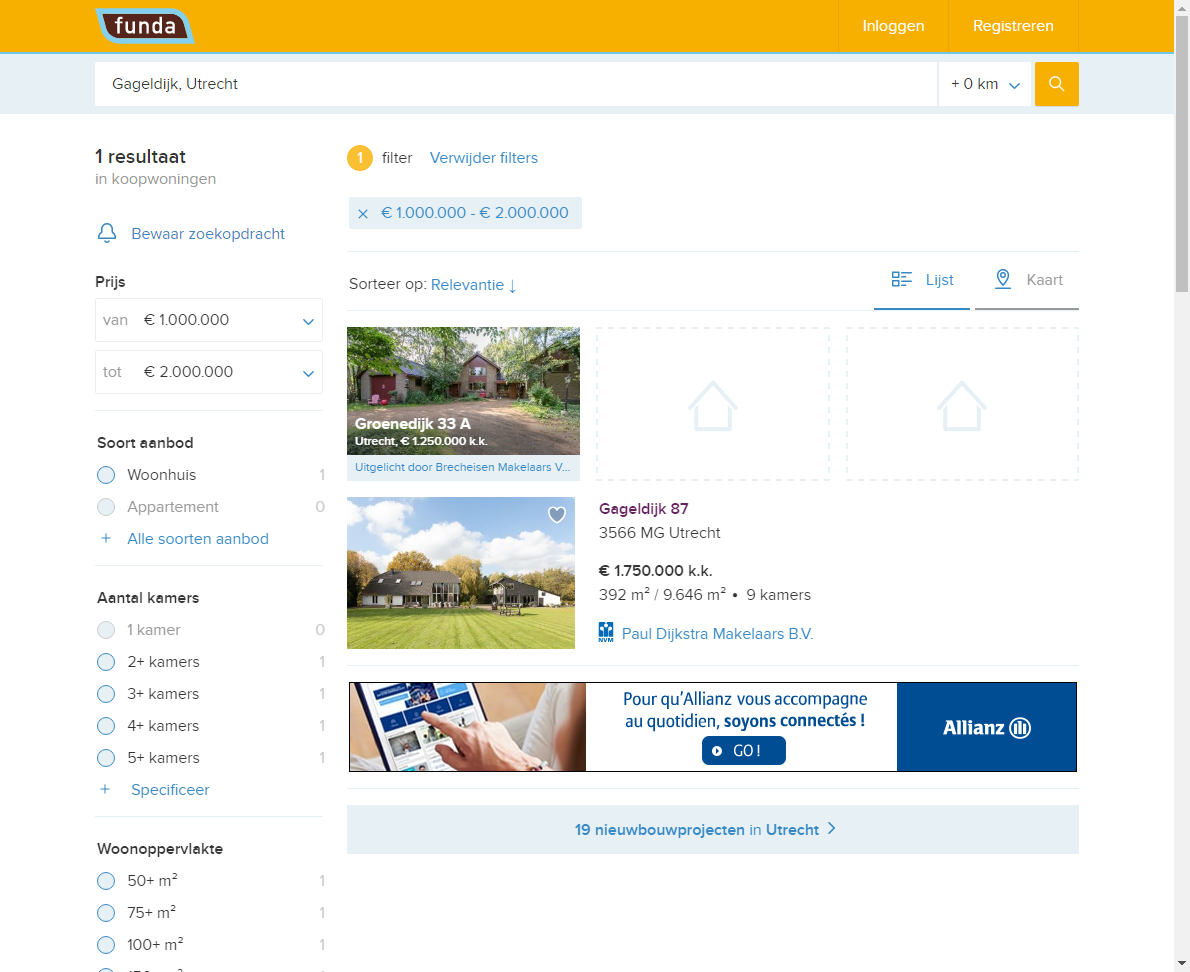 funda
Inloggen
Registreren
Gageldijk, Utrecht
+ 0 km
1 resultaat
in koopwoningen
Bewaar zoekopdracht
Prijs
van € 1.000.000
tot € 2.000.000
Soort aanbod
Woonhuis 1
Appartement 0
+ Alle soorten aanbod
Aantal kamers
1 kamer 0
2+ kamers 1
3+ kamers 1
4+ kamers 1
5+ kamers 1
+ Specificeer
Woonoppervlakte
50+ m² 1
75+ m² 1
100+ m² 1
1 filter Verwijder filters
× € 1.000.000 - € 2.000.000
Sorteer op: Relevantie ↓
Lijst
Kaart
Groenedijk 33 A
Utrecht, € 1.250.000 k.k.
Uitgelicht door Brecheisen Makelaars V...
Gageldijk 87
3566 MG Utrecht
€ 1.750.000 k.k.
392 m² / 9.646 m² • 9 kamers
NVM
Paul Dijkstra Makelaars B.V.
Pour qu'Allianz vous accompagne
au quotidien, soyons connectés !
GO !
Allianz
19 nieuwbouwprojecten in Utrecht >